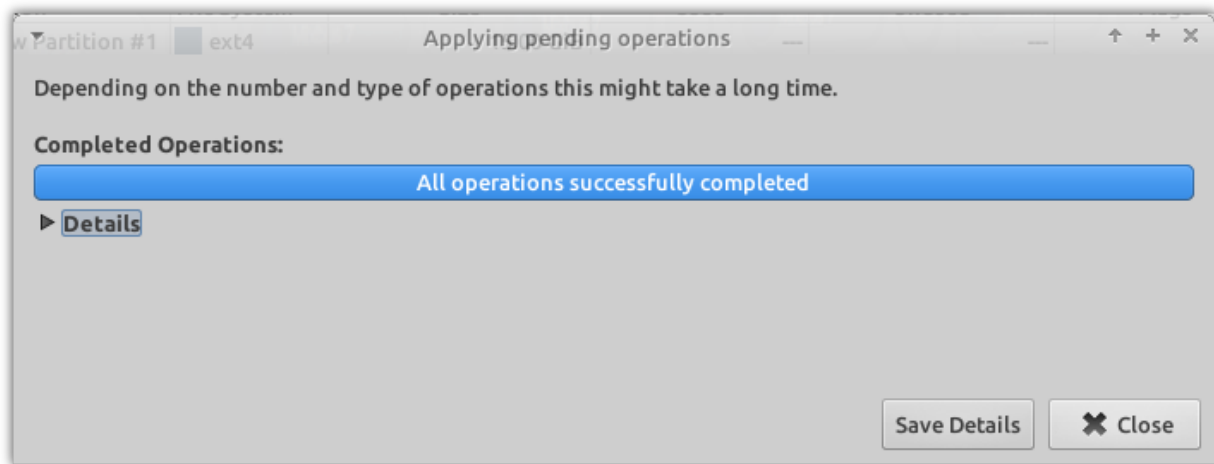 w Partition #1 ext4 Applying pending operations
Depending on the number and type of operations this might take a long time.
Completed Operations:
All operations successfully completed
Details
Save Details Close